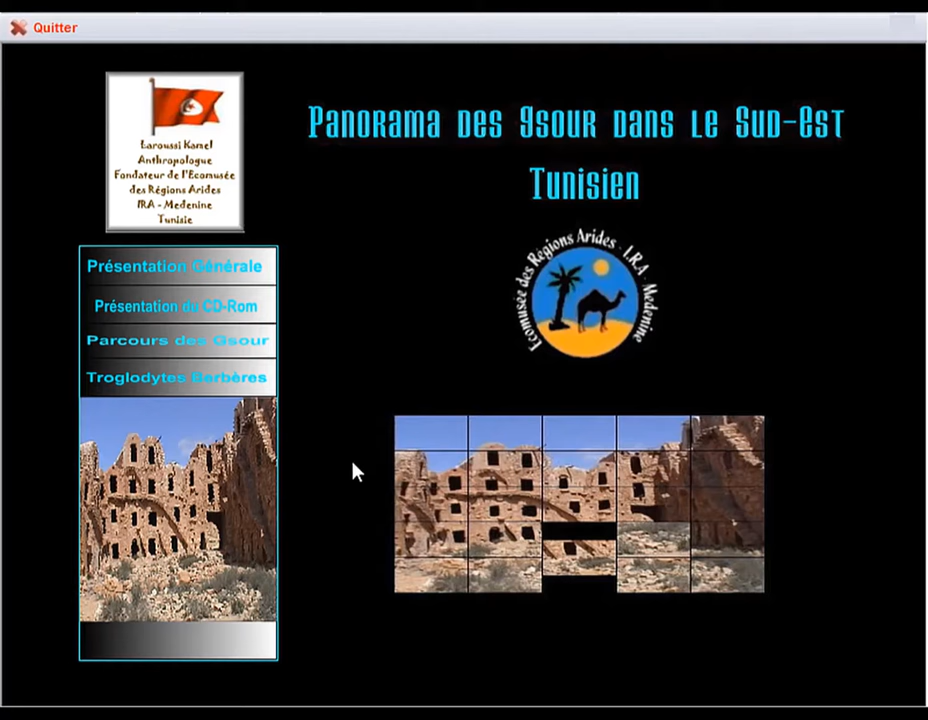 Quitter
Panorama des Gsour dans le Sud-Est
Tunisien
Laroussi Kamel
Anthropologue
Fondateur de l'Ecomusée
des Régions Arides
IRA - Medenine
Tunisie
Ecomusée des Régions Arides - I.R.A - Medenine
Présentation Générale
Présentation du CD-Rom
Parcours des Gsour
Troglodytes Berbères